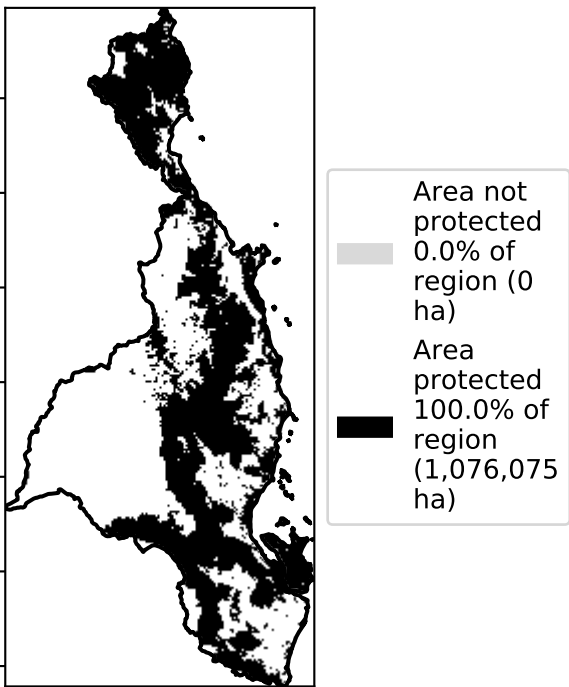 Area not
protected
0.0% of
region (0
ha)
Area
protected
100.0% of
region
(1,076,075
ha)